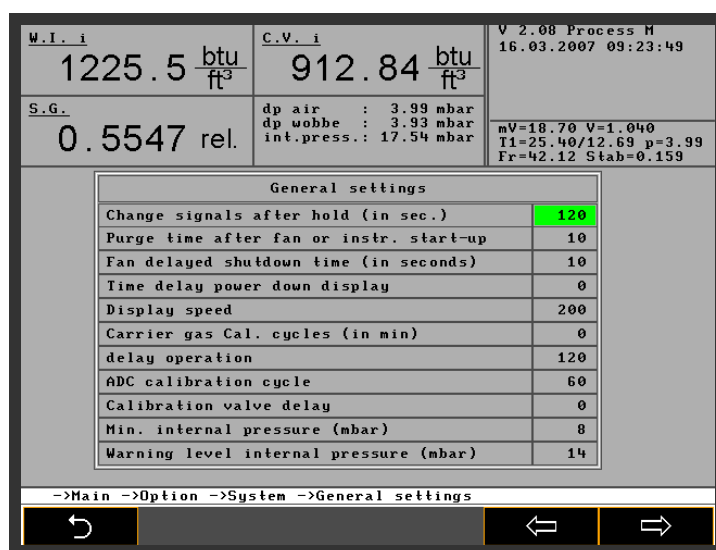 W.I. i
1225.5 btu/ft³
C.V. i
912.84 btu/ft³
V 2.08 Process M
16.03.2007 09:23:49
S.G.
0.5547 rel.
dp air : 3.99 mbar
dp wobbe : 3.93 mbar
int.press.: 17.54 mbar
mV=18.70 V=1.040
T1=25.40/12.69 p=3.99
Fr=42.12 Stab=0.159
General settings
Change signals after hold (in sec.) 120
Purge time after fan or instr. start-up 10
Fan delayed shutdown time (in seconds) 10
Time delay power down display 0
Display speed 200
Carrier gas Cal. cycles (in min) 0
delay operation 120
ADC calibration cycle 60
Calibration valve delay 0
Min. internal pressure (mbar) 8
Warning level internal pressure (mbar) 14
->Main ->Option ->System ->General settings